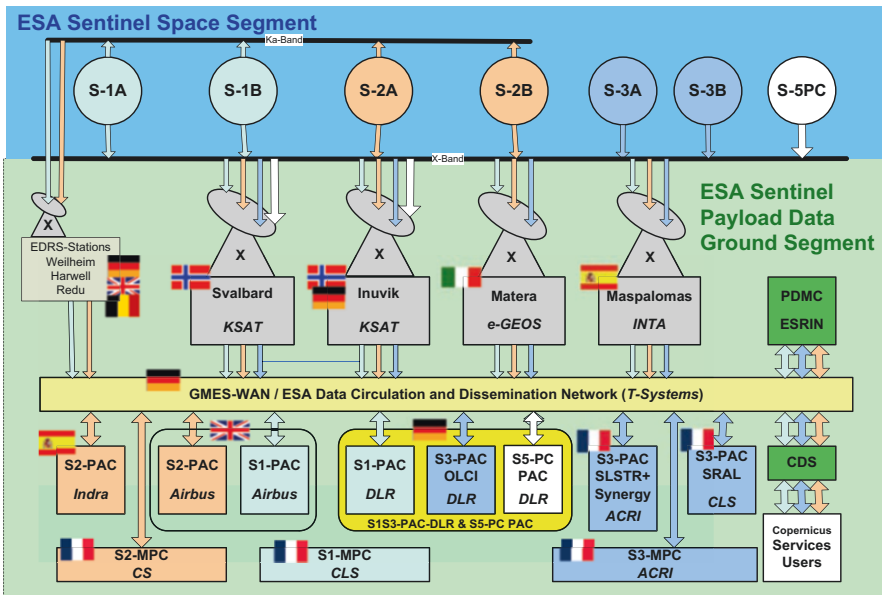 ESA Sentinel Space Segment
Ka-Band
S-1A
S-1B
S-2A
S-2B
S-3A
S-3B
S-5PC
X-Band
ESA Sentinel
Payload Data
Ground Segment
X
X
X
X
X
EDRS-Stations
Weilheim
Harwell
Redu
Svalbard
KSAT
Inuvik
KSAT
Matera
e-GEOS
Maspalomas
INTA
PDMC
ESRIN
GMES-WAN / ESA Data Circulation and Dissemination Network (T-Systems)
S2-PAC
Indra
S2-PAC
Airbus
S1-PAC
Airbus
S1-PAC
DLR
S3-PAC
OLCI
DLR
S5-PC
PAC
DLR
S1S3-PAC-DLR & S5-PC PAC
S3-PAC
SLSTR+
Synergy
ACRI
S3-PAC
SRAL
CLS
CDS
Copernicus
Services
Users
S2-MPC
CS
S1-MPC
CLS
S3-MPC
ACRI